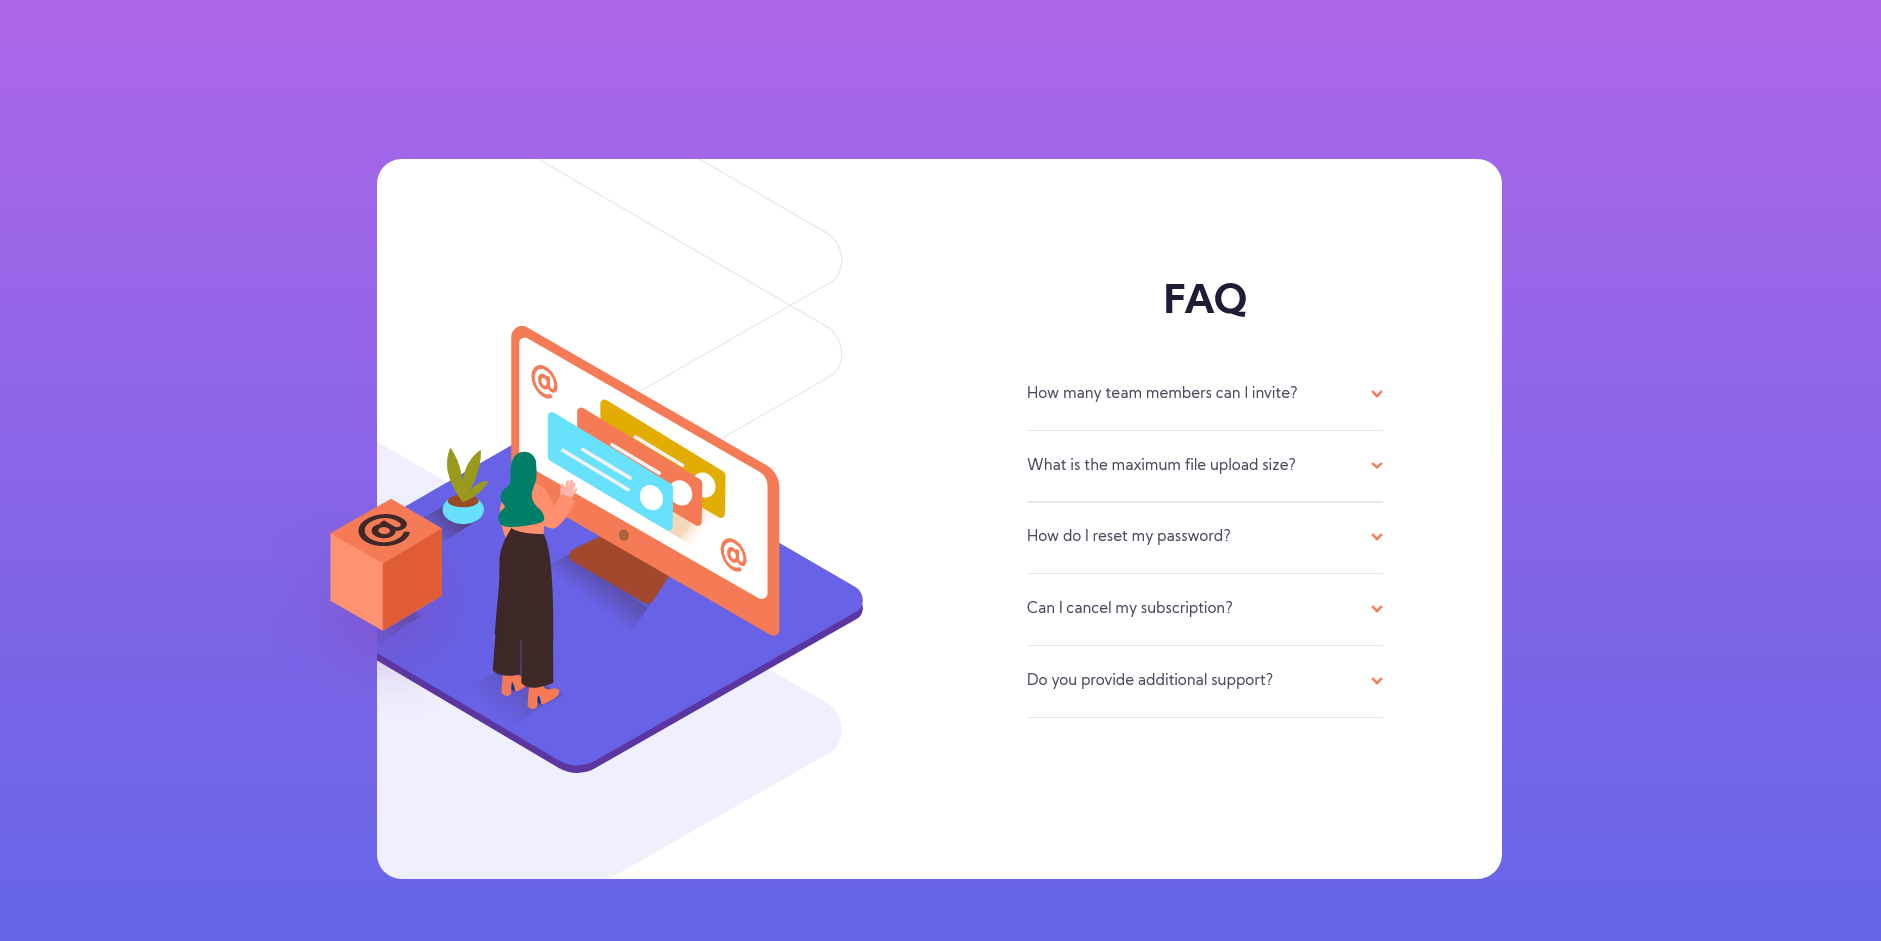 FAQ
How many team members can I invite?
What is the maximum file upload size?
How do I reset my password?
Can I cancel my subscription?
Do you provide additional support?
@
@
@